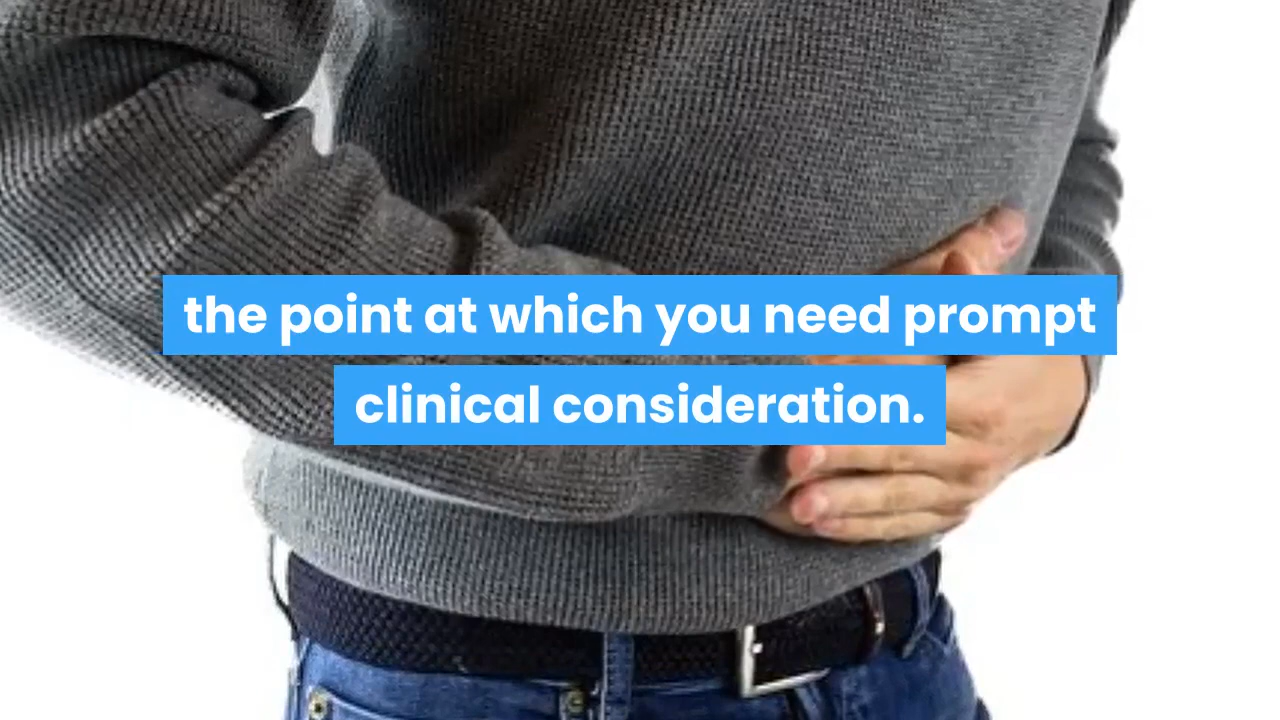 the point at which you need prompt
clinical consideration.